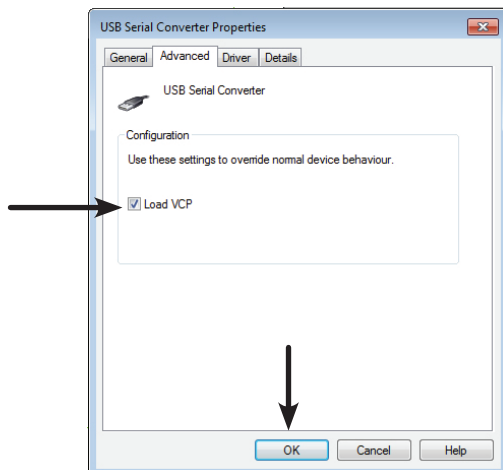 USB Serial Converter Properties
General Advanced Driver Details
USB Serial Converter
Configuration
Use these settings to override normal device behaviour.
Load VCP
OK Cancel Help